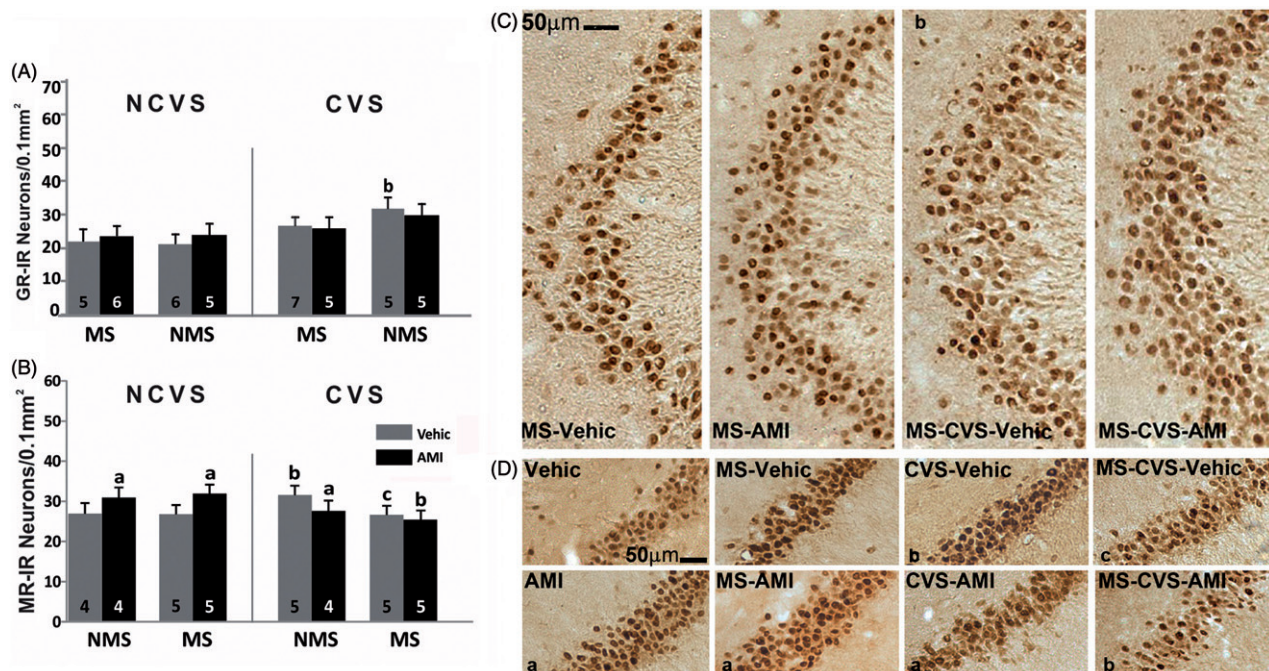 (A)
GR-IR Neurons/0.1mm²
70
60
50
40
30
20
10
0
NCVS CVS
b
5 6 6 5 7 5 5 5
MS NMS MS NMS
(B)
MR-IR Neurons/0.1mm²
60
50
40
30
20
10
0
NCVS CVS
Vehic
AMI
a a b a c b
4 4 5 5 5 4 5 5
NMS MS NMS MS
(C)
50µm
b
MS-Vehic MS-AMI MS-CVS-Vehic MS-CVS-AMI
(D)
Vehic MS-Vehic CVS-Vehic MS-CVS-Vehic
50µm
b c
AMI MS-AMI CVS-AMI MS-CVS-AMI
a a a b